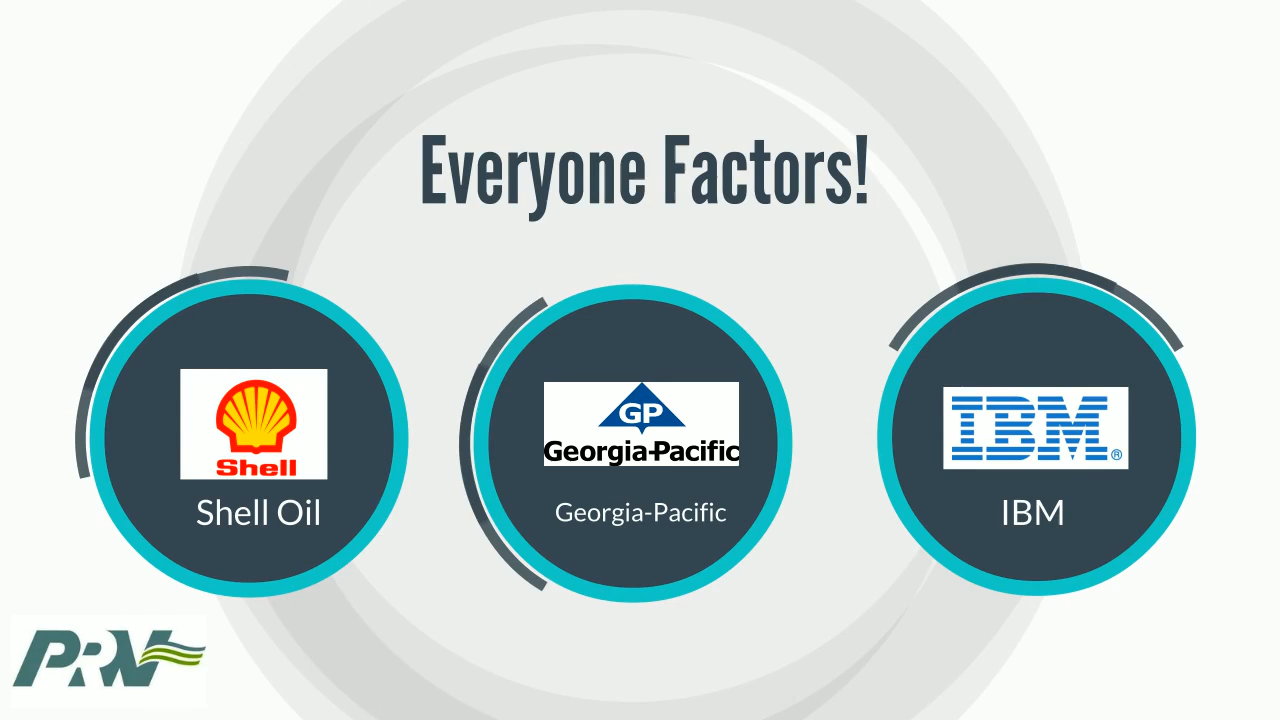 Everyone Factors!
Shell
Shell Oil
GP
Georgia-Pacific
Georgia-Pacific
IBM®
IBM
PRN